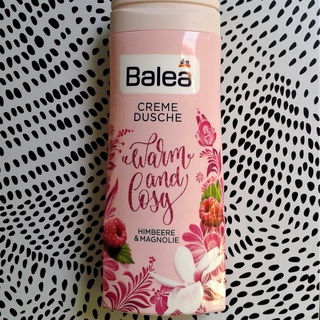 Balea
CREME
DUSCHE
warm
and
Cosy
HIMBEERE
& MAGNOLIE